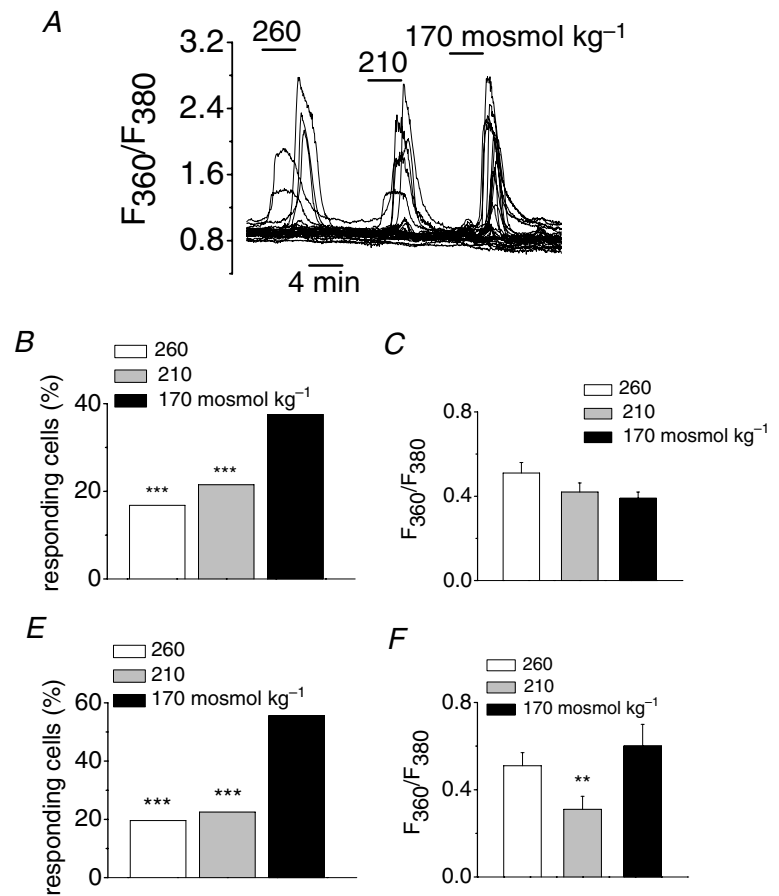 A
3.2
2.4
1.6
0.8
F360/F380
260
210
170 mosmol kg⁻¹
4 min
B
260
210
170 mosmol kg⁻¹
responding cells (%)
40
20
0
***
***
C
260
210
170 mosmol kg⁻¹
F360/F380
0.8
0.4
0.0
E
260
210
170 mosmol kg⁻¹
responding cells (%)
60
40
20
0
***
***
F
260
210
170 mosmol kg⁻¹
F360/F380
0.8
0.4
0.0
**